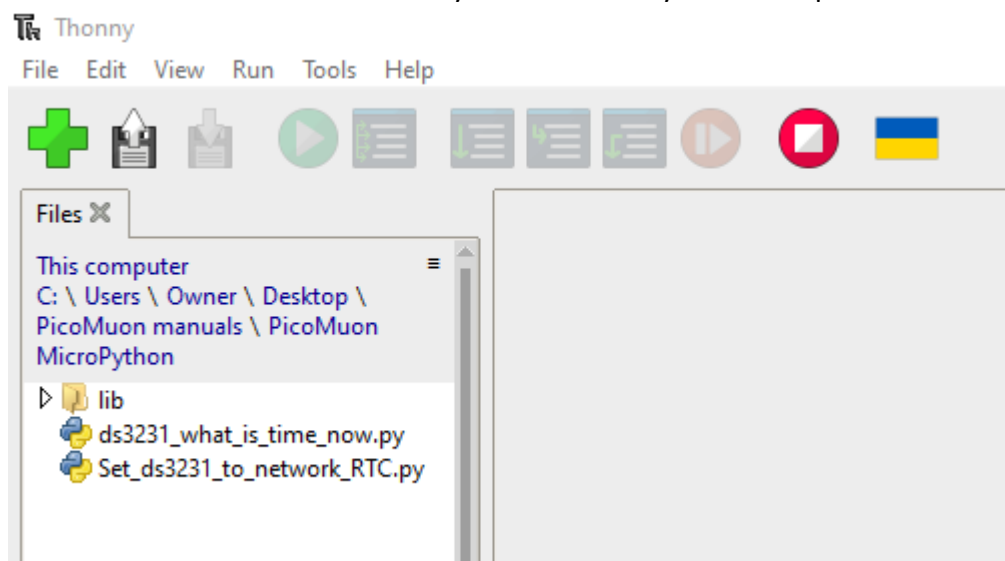 Thonny
File Edit View Run Tools Help
Files
This computer
C: \ Users \ Owner \ Desktop \
PicoMuon manuals \ PicoMuon
MicroPython
lib
ds3231_what_is_time_now.py
Set_ds3231_to_network_RTC.py